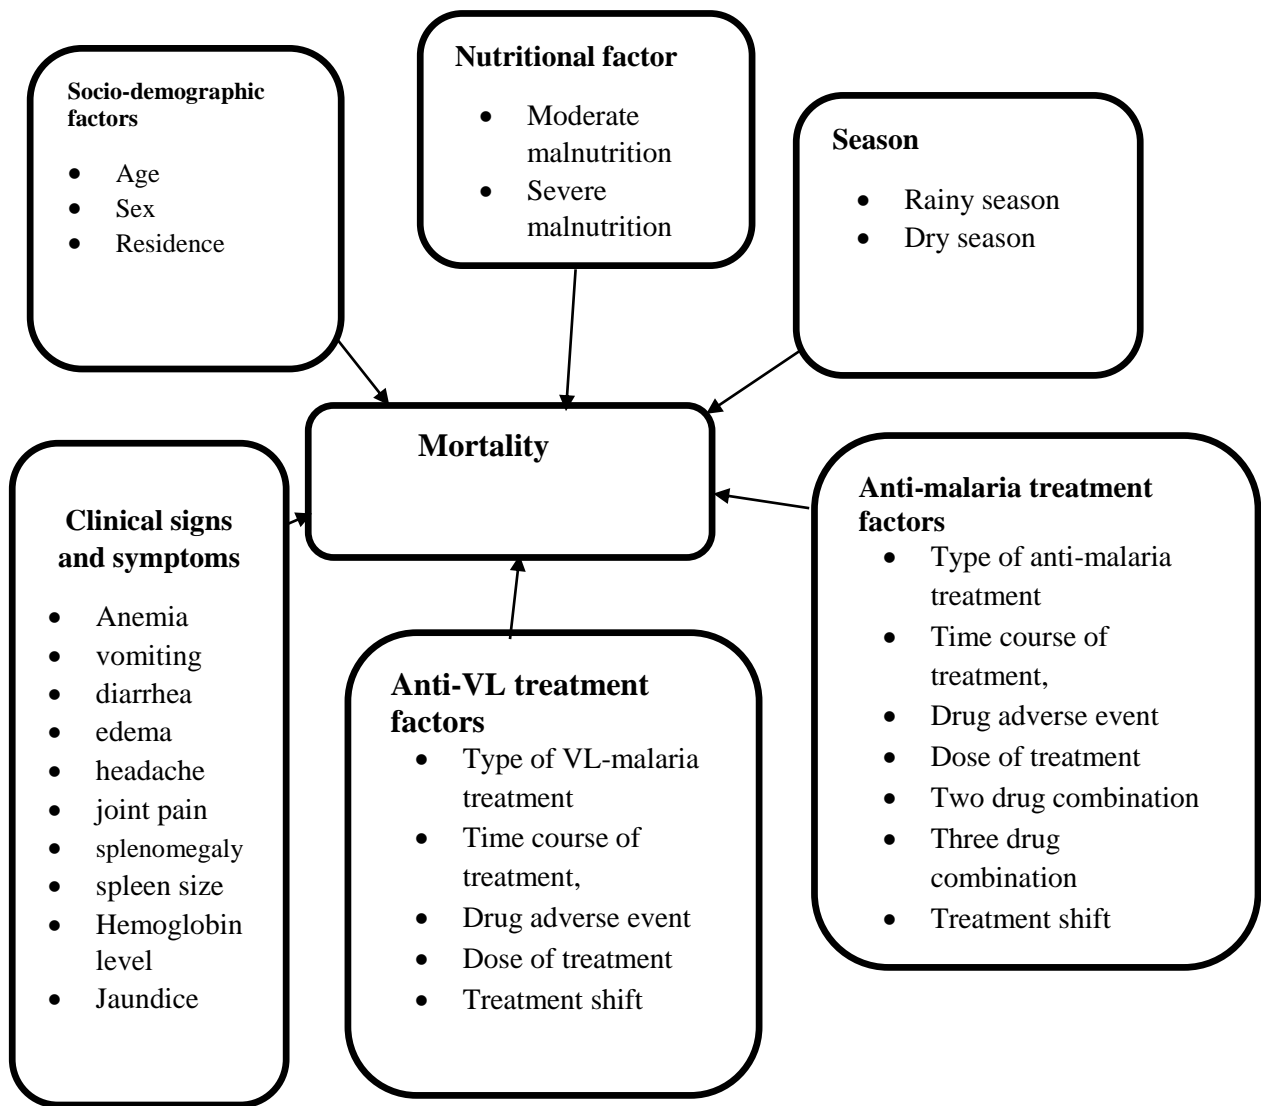 Socio-demographic
factors
• Age
• Sex
• Residence
Nutritional factor
• Moderate
malnutrition
• Severe
malnutrition
Season
• Rainy season
• Dry season
Mortality
Clinical signs
and symptoms
• Anemia
• vomiting
• diarrhea
• edema
• headache
• joint pain
• splenomegaly
• spleen size
• Hemoglobin
level
• Jaundice
Anti-VL treatment
factors
• Type of VL-malaria
treatment
• Time course of
treatment,
• Drug adverse event
• Dose of treatment
• Treatment shift
Anti-malaria treatment
factors
• Type of anti-malaria
treatment
• Time course of
treatment,
• Drug adverse event
• Dose of treatment
• Two drug combination
• Three drug
combination
• Treatment shift